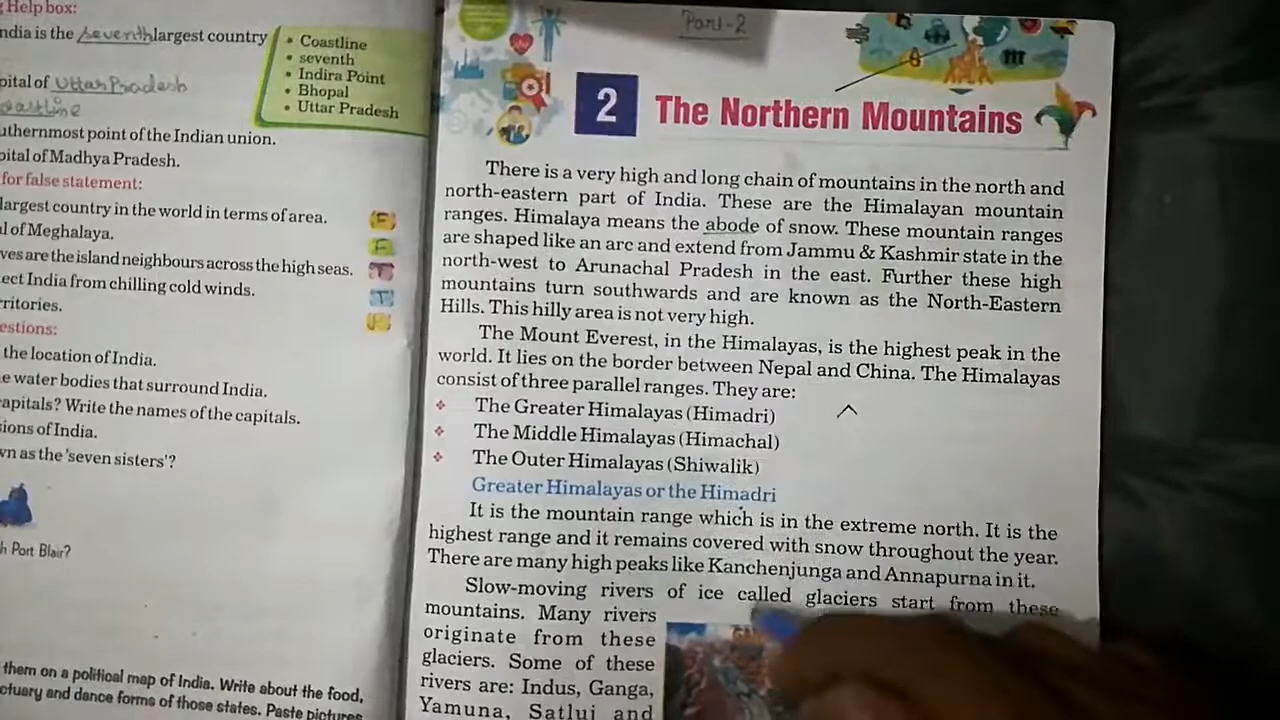 Help box:
ndia is the seventh largest country
• Coastline
• seventh
• Indira Point
• Bhopal
• Uttar Pradesh
pital of Uttar Pradesh
uthernmost point of the Indian union.
pital of Madhya Pradesh.
for false statement:
largest country in the world in terms of area.
F
l of Meghalaya.
F
ves are the island neighbours across the high seas.
T
ect India from chilling cold winds.
T
rritories.
estions:
the location of India.
e water bodies that surround India.
apitals? Write the names of the capitals.
ions of India.
wn as the 'seven sisters'?
h Port Blair?
them on a political map of India. Write about the food,
ctuary and dance forms of those states. Paste pictures
Part-2
2 The Northern Mountains
There is a very high and long chain of mountains in the north and
north-eastern part of India. These are the Himalayan mountain
ranges. Himalaya means the abode of snow. These mountain ranges
are shaped like an arc and extend from Jammu & Kashmir state in the
north-west to Arunachal Pradesh in the east. Further these high
mountains turn southwards and are known as the North-Eastern
Hills. This hilly area is not very high.
The Mount Everest, in the Himalayas, is the highest peak in the
world. It lies on the border between Nepal and China. The Himalayas
consist of three parallel ranges. They are:
The Greater Himalayas (Himadri)
The Middle Himalayas (Himachal)
The Outer Himalayas (Shiwalik)
Greater Himalayas or the Himadri
It is the mountain range which is in the extreme north. It is the
highest range and it remains covered with snow throughout the year.
There are many high peaks like Kanchenjunga and Annapurna in it.
Slow-moving rivers of ice called glaciers start from these
mountains. Many rivers
originate from these
glaciers. Some of these
rivers are: Indus, Ganga,
Yamuna, Satluj and